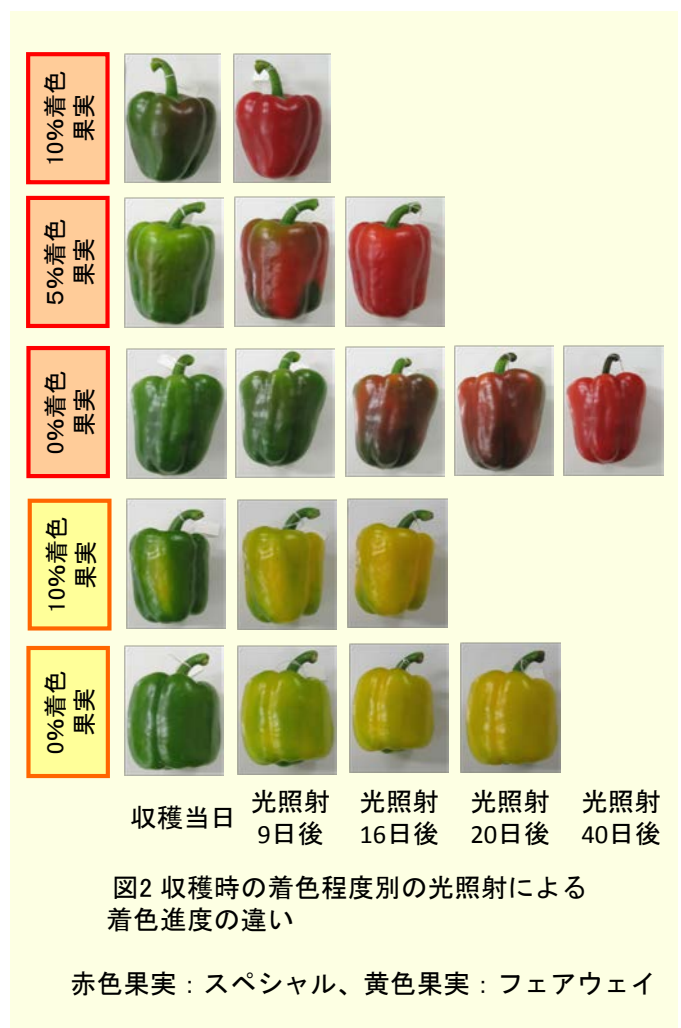 10%着色
果実
5%着色
果実
0%着色
果実
10%着色
果実
0%着色
果実
収穫当日
光照射
9日後
光照射
16日後
光照射
20日後
光照射
40日後
図2 収穫時の着色程度別の光照射による
着色進度の違い
赤色果実：スペシャル、黄色果実：フェアウェイ